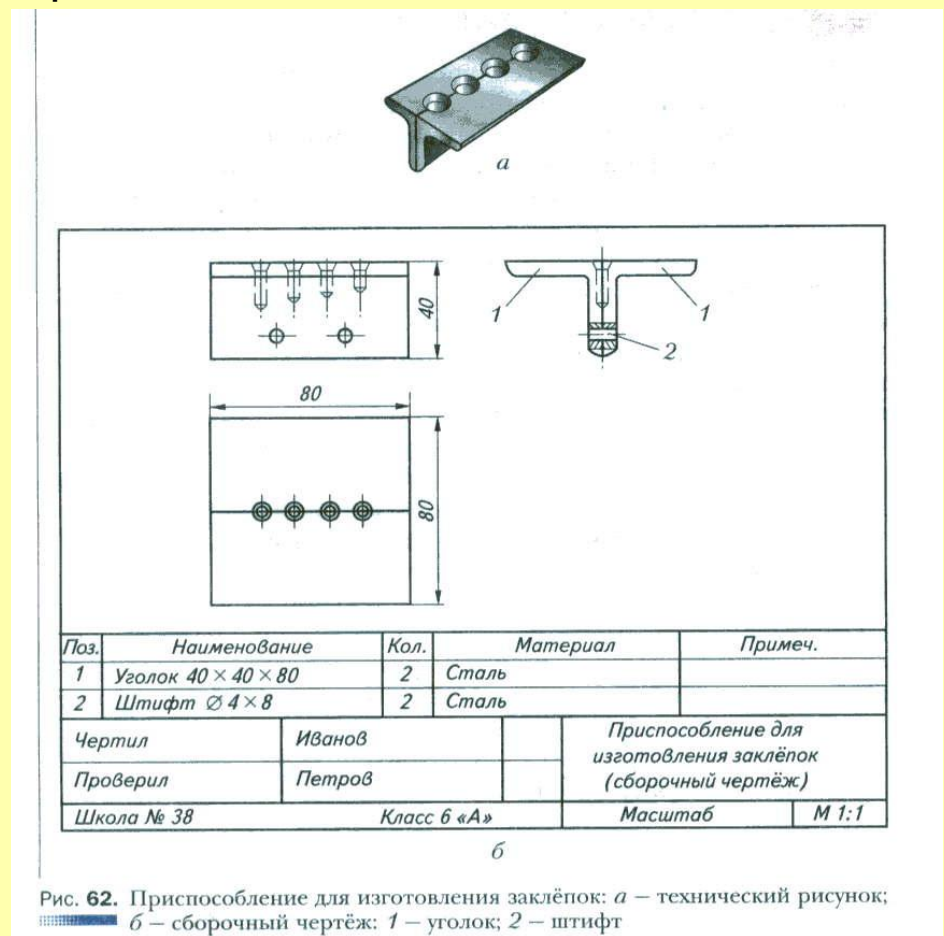 а
40
1
1
2
80
80
Поз. Наименование Кол. Материал Примеч.
1 Уголок 40 × 40 × 80 2 Сталь
2 Штифт ∅ 4 × 8 2 Сталь
Чертил Иванов
Проверил Петров
Приспособление для
изготовления заклёпок
(сборочный чертёж)
Школа № 38 Класс 6 «А» Масштаб М 1:1
б
Рис. 62. Приспособление для изготовления заклёпок: а — технический рисунок;
б — сборочный чертёж: 1 — уголок; 2 — штифт